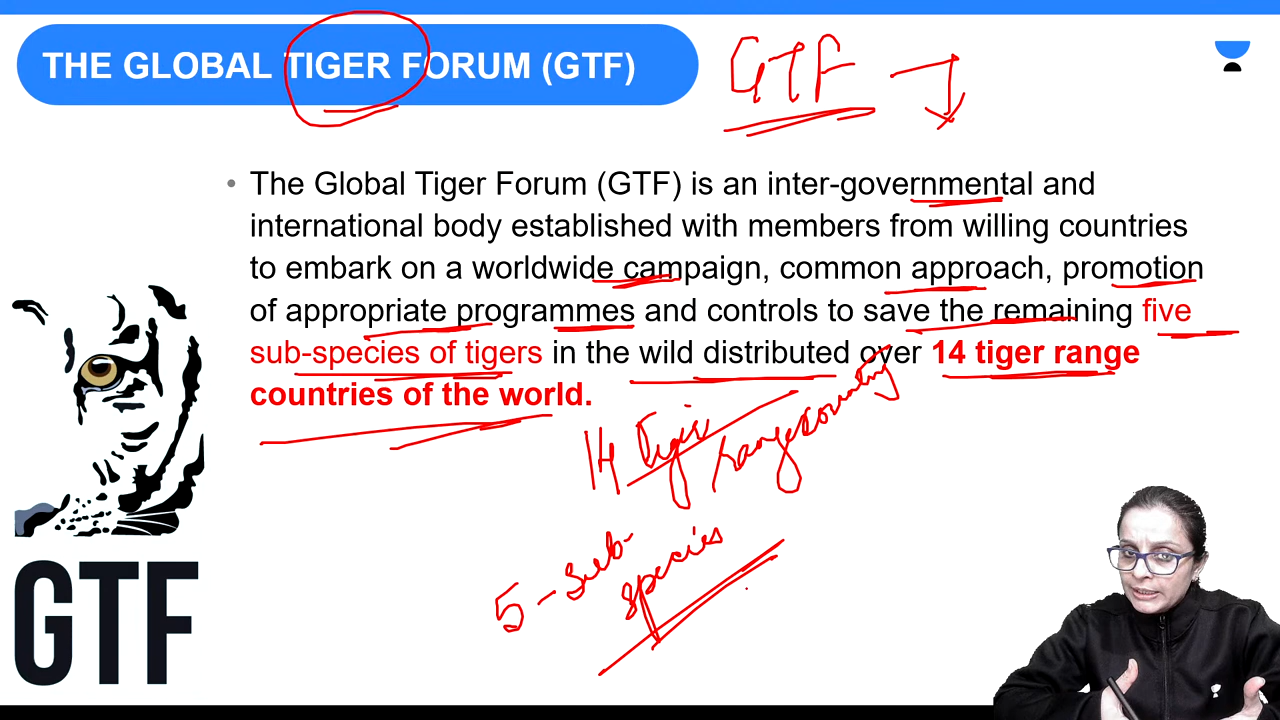 THE GLOBAL TIGER FORUM (GTF)
GTF
• The Global Tiger Forum (GTF) is an inter-governmental and
international body established with members from willing countries
to embark on a worldwide campaign, common approach, promotion
of appropriate programmes and controls to save the remaining five
sub-species of tigers in the wild distributed over 14 tiger range
countries of the world.
14 Tiger
range country
5 - sub-
species
GTF